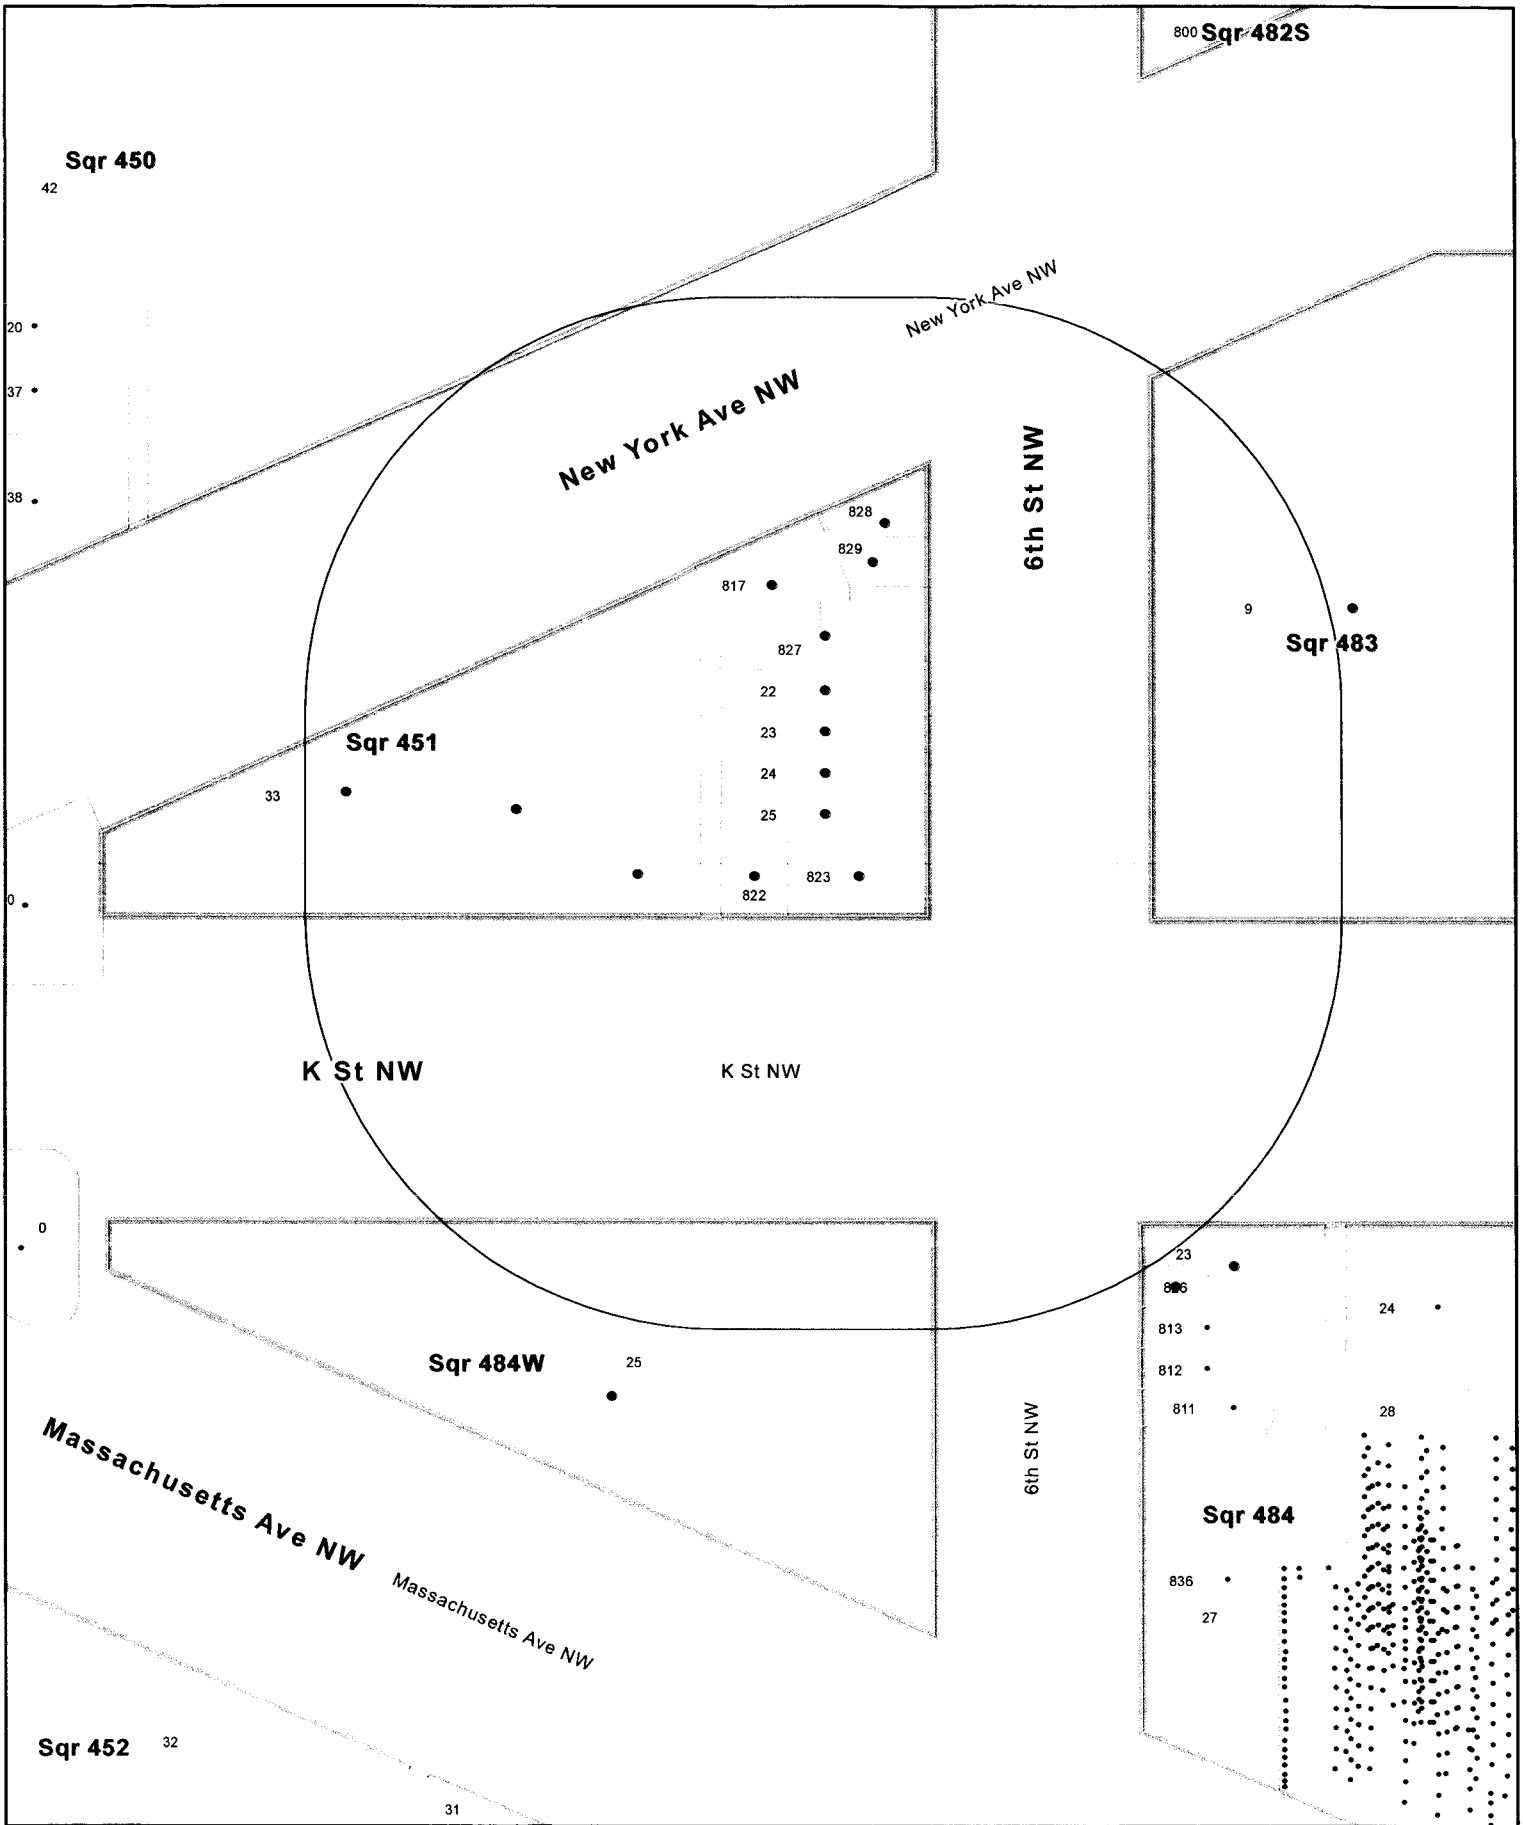 800 Sqr 482S
Sqr 450
42
New York Ave NW
20
37
New York Ave NW
6th St NW
38
828
829
817
9
Sqr 483
827
22
23
Sqr 451
24
33
25
823
822
0
K St NW
K St NW
0
23
24
813
Sqr 484W
25
812
811
28
Massachusetts Ave NW
6th St NW
Sqr 484
836
27
Massachusetts Ave NW
Sqr 452
32
31